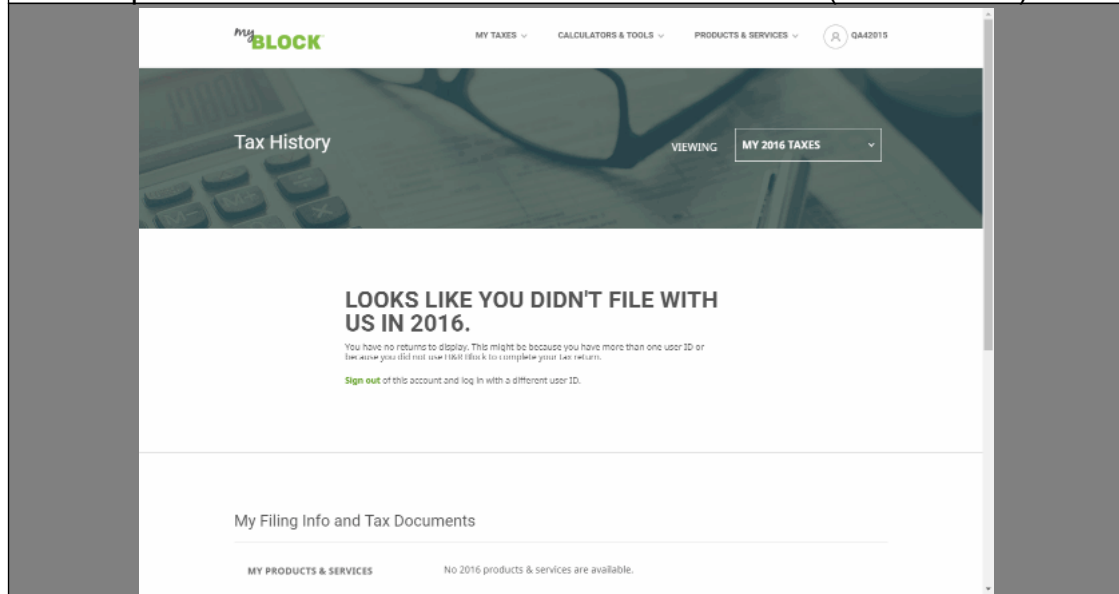 myBLOCK
MY TAXES
CALCULATORS & TOOLS
PRODUCTS & SERVICES
QA42015
Tax History
VIEWING
MY 2016 TAXES
LOOKS LIKE YOU DIDN'T FILE WITH
US IN 2016.
You have no returns to display. This might be because you have more than one user ID or
because you did not use H&R Block to complete your tax return.
Sign out of this account and log in with a different user ID.
My Filing Info and Tax Documents
MY PRODUCTS & SERVICES
No 2016 products & services are available.